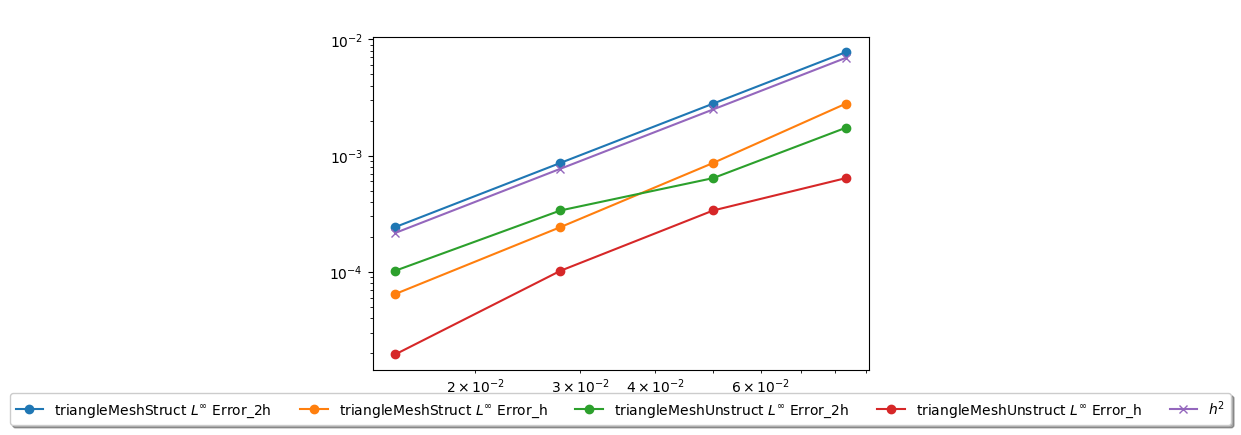 10⁻²
10⁻³
10⁻⁴
2 × 10⁻² 3 × 10⁻² 4 × 10⁻² 6 × 10⁻²
triangleMeshStruct L∞ Error_2h triangleMeshStruct L∞ Error_h triangleMeshUnstruct L∞ Error_2h triangleMeshUnstruct L∞ Error_h h²